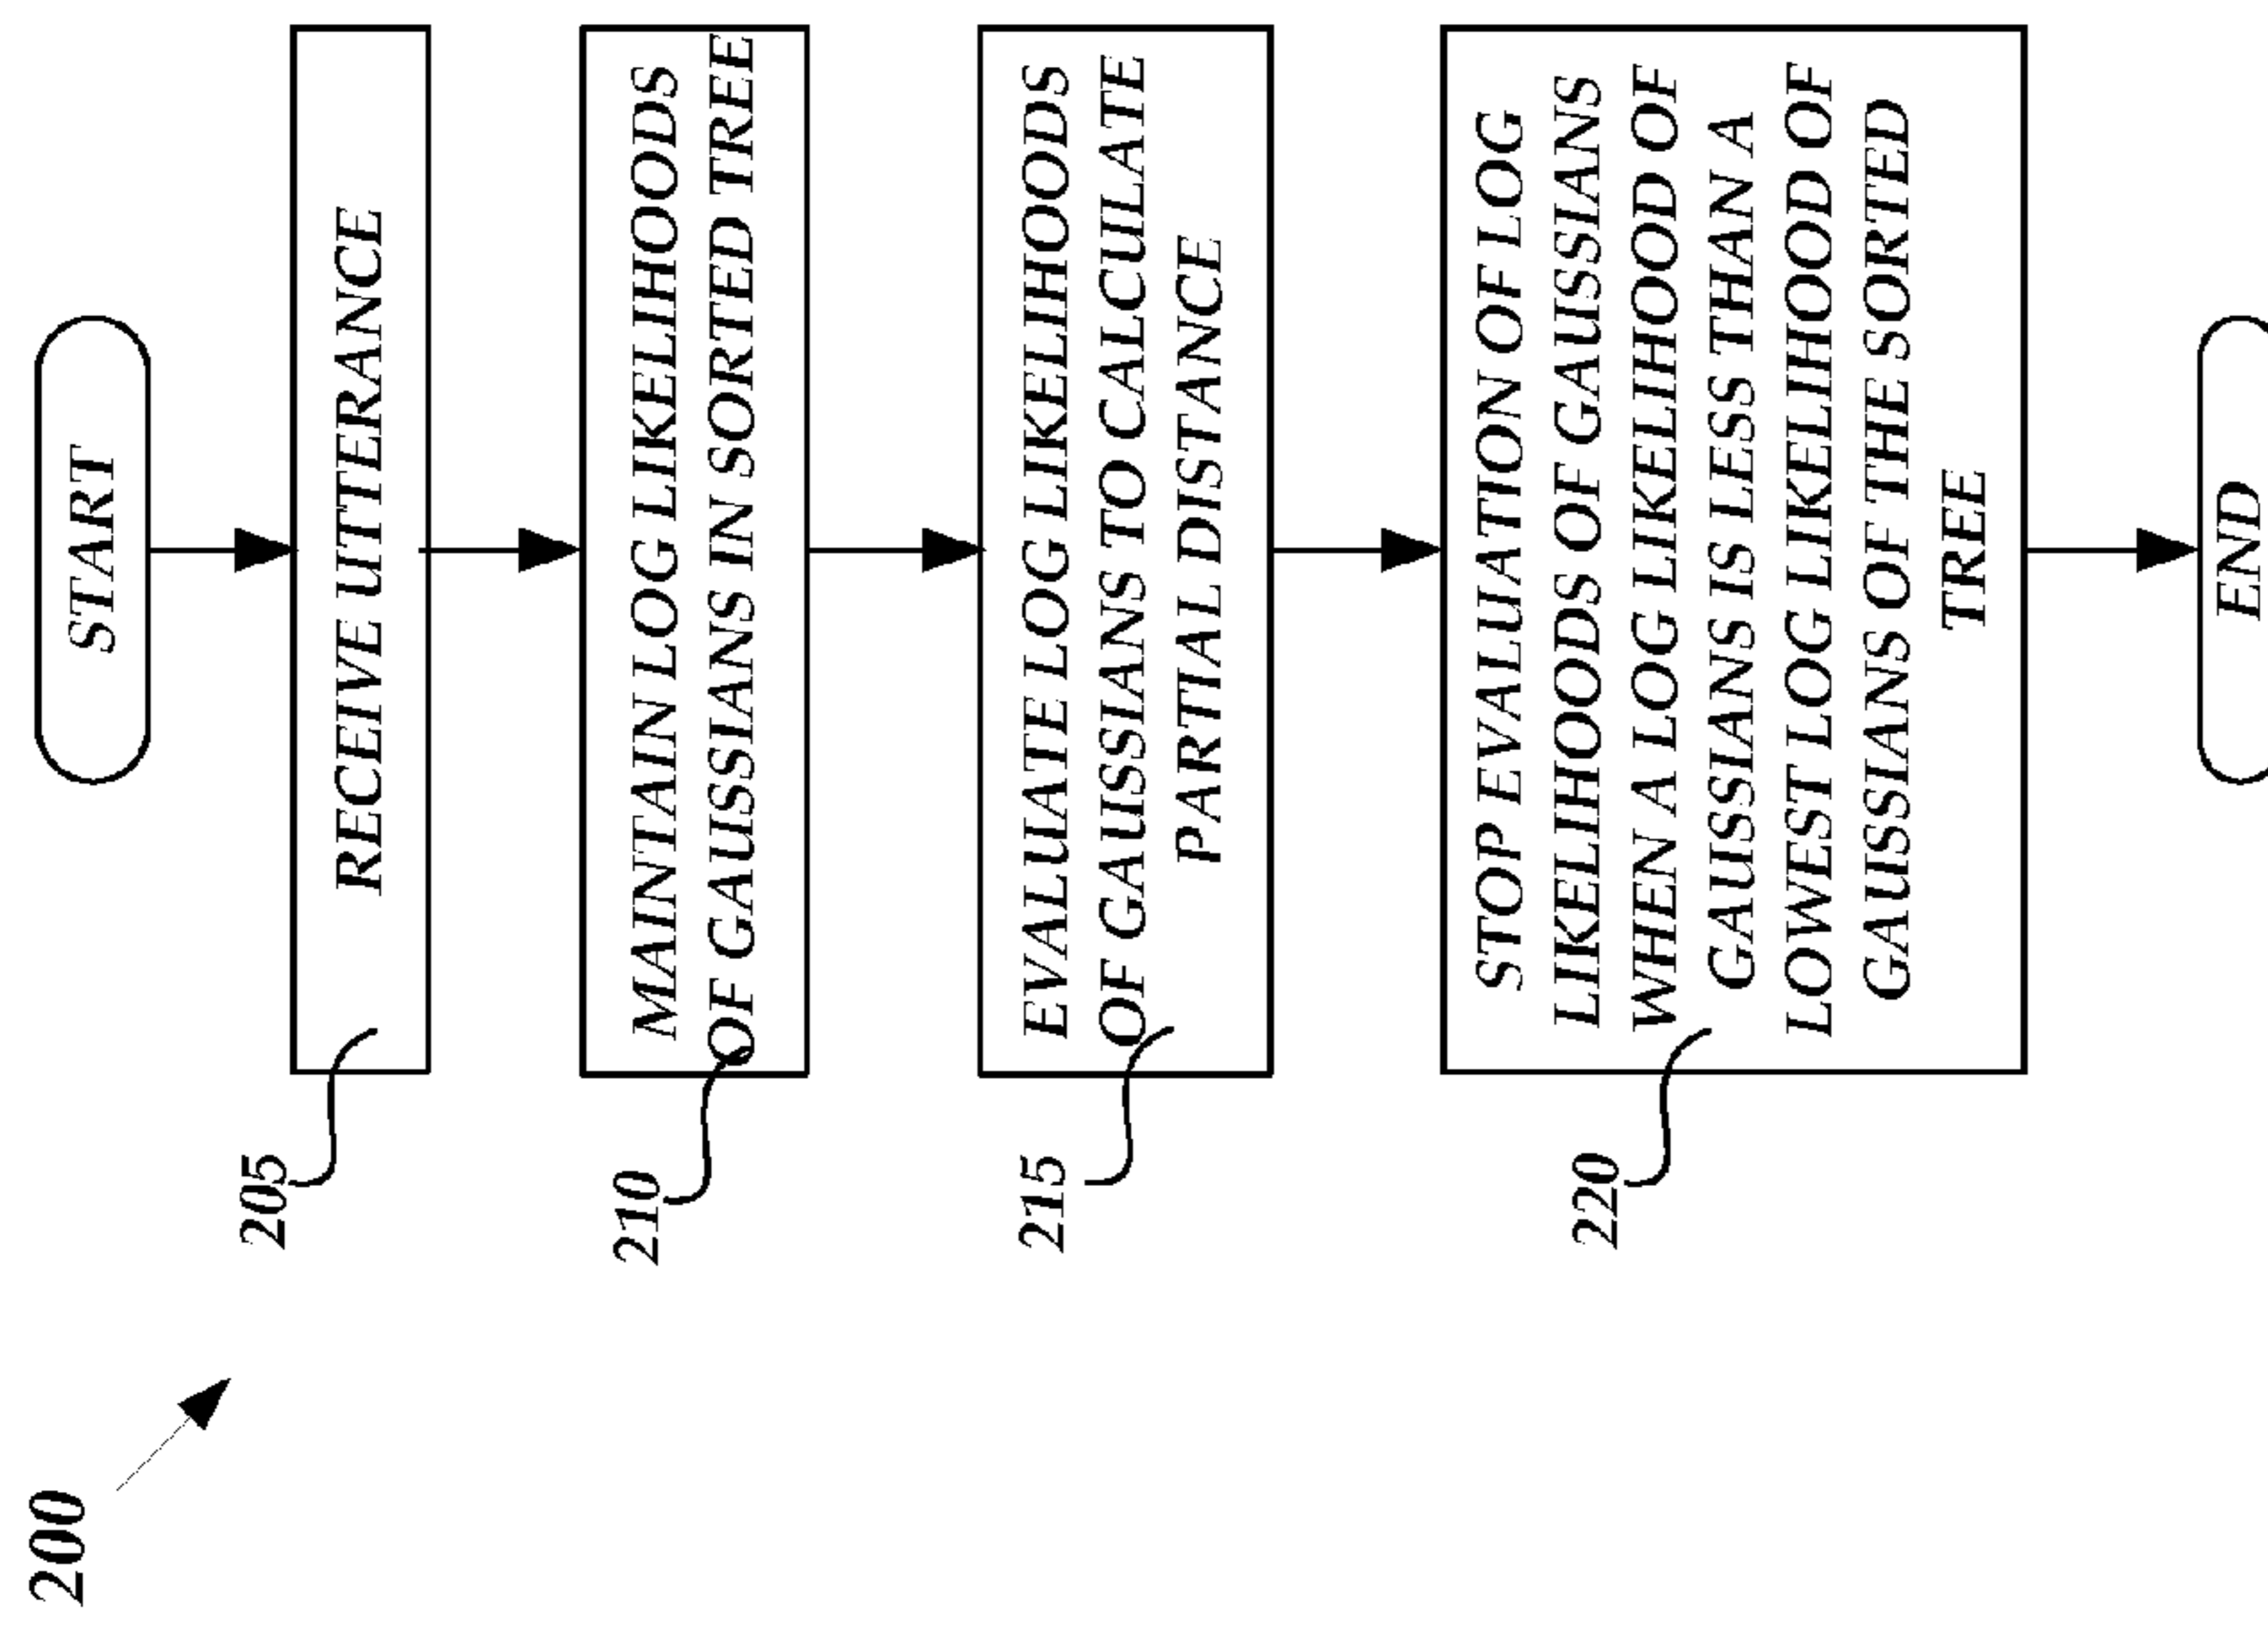 200
START
205
RECEIVE UTTERANCE
210
MAINTAIN LOG LIKELIHOODS
OF GAUSSIANS IN SORTED TREE
215
EVALUATE LOG LIKELIHOODS
OF GAUSSIANS TO CALCULATE
PARTIAL DISTANCE
220
STOP EVALUATION OF LOG
LIKELIHOODS OF GAUSSIANS
WHEN A LOG LIKELIHOOD OF
GAUSSIANS IS LESS THAN A
LOWEST LOG LIKELIHOOD OF
GAUSSIANS OF THE SORTED
TREE
END